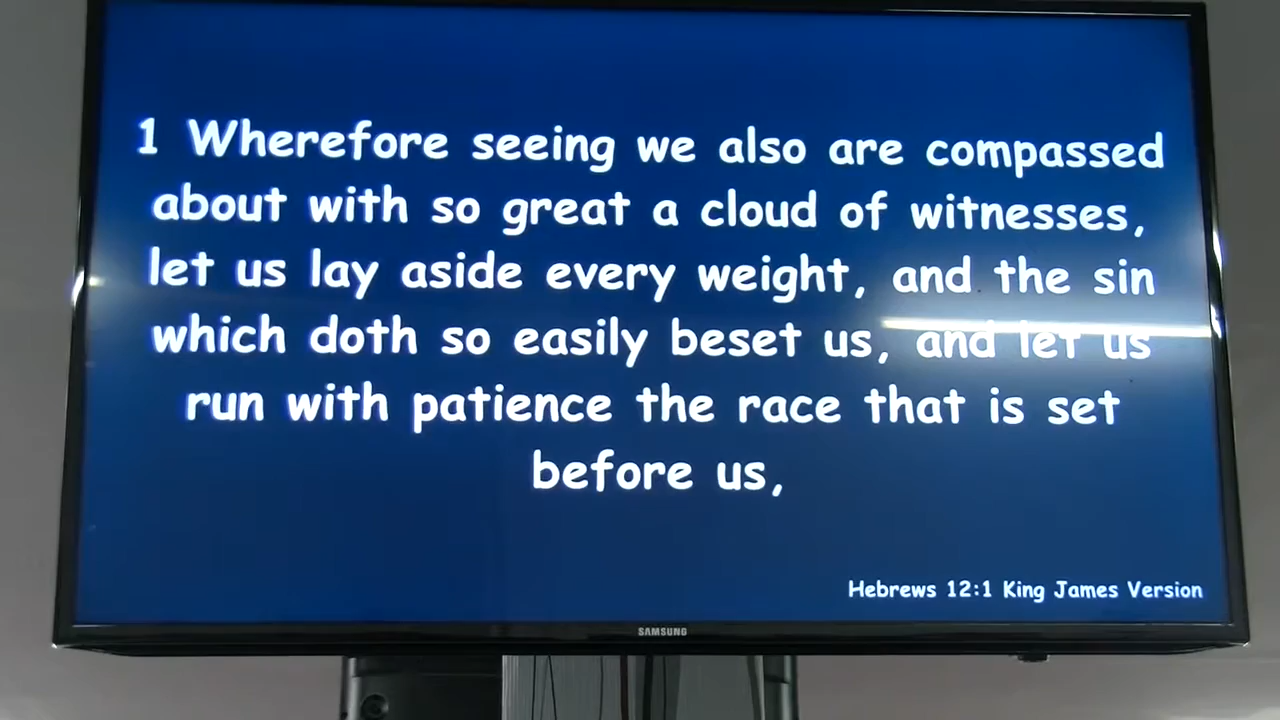 1 Wherefore seeing we also are compassed
about with so great a cloud of witnesses,
let us lay aside every weight, and the sin
which doth so easily beset us, and let us
run with patience the race that is set
before us,
Hebrews 12:1 King James Version
SAMSUNG